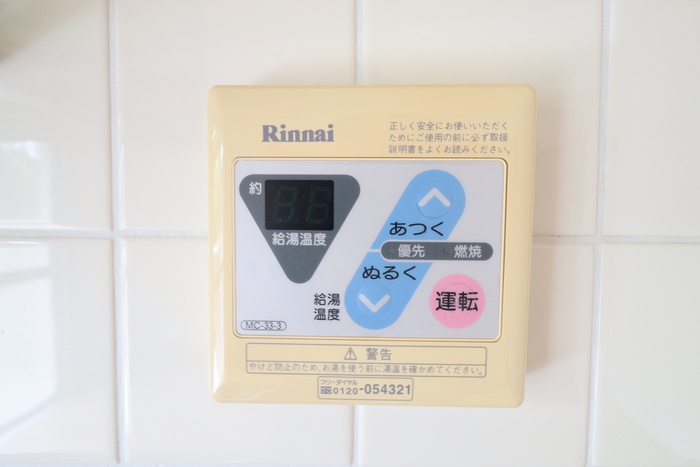 Rinnai
正しく安全にお使いいただく
ためにご使用の前に必ず取扱
説明書をよくお読みください。
約
給湯温度
あつく
優先 燃焼
ぬるく
給湯
温度
運転
MC-33-3
⚠ 警告
やけど防止のため、お湯を使う前に湯温を確かめてください。
フリーダイヤル
0120-054321